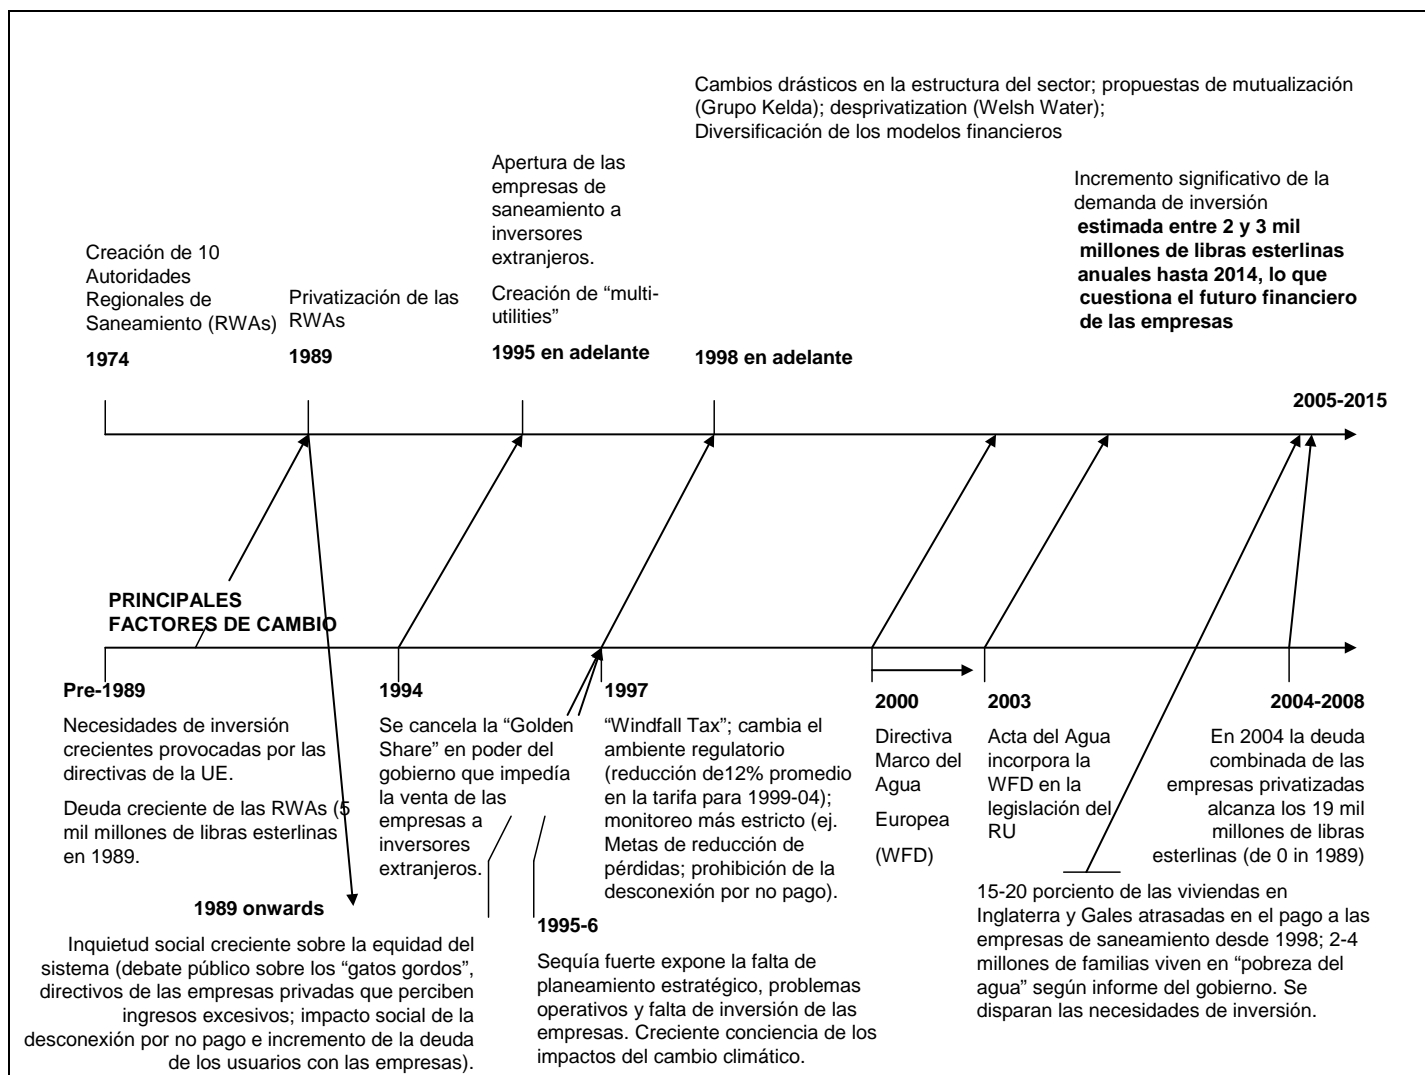 Cambios drásticos en la estructura del sector; propuestas de mutualización
(Grupo Kelda); desprivatization (Welsh Water);
Diversificación de los modelos financieros
Apertura de las
empresas de
saneamiento a
inversores
extranjeros.
Creación de “multi-
utilities”
1995 en adelante
Incremento significativo de la
demanda de inversión
estimada entre 2 y 3 mil
millones de libras esterlinas
anuales hasta 2014, lo que
cuestiona el futuro financiero
de las empresas
Creación de 10
Autoridades
Regionales de
Saneamiento (RWAs)
1974
Privatización de las
RWAs
1989
1998 en adelante
2005-2015
PRINCIPALES
FACTORES DE CAMBIO
Pre-1989
Necesidades de inversión
crecientes provocadas por las
directivas de la UE.
Deuda creciente de las RWAs (5
mil millones de libras esterlinas
en 1989.
1994
Se cancela la “Golden
Share” en poder del
gobierno que impedía
la venta de las
empresas a
inversores
extranjeros.
1997
“Windfall Tax”; cambia el
ambiente regulatorio
(reducción de12% promedio
en la tarifa para 1999-04);
monitoreo más estricto (ej.
Metas de reducción de
pérdidas; prohibición de la
desconexión por no pago).
2000
Directiva
Marco del
Agua
Europea
(WFD)
2003
Acta del Agua
incorpora la
WFD en la
legislación del
RU
2004-2008
En 2004 la deuda
combinada de las
empresas privatizadas
alcanza los 19 mil
millones de libras
esterlinas (de 0 in 1989)
1989 onwards
Inquietud social creciente sobre la equidad del
sistema (debate público sobre los “gatos gordos”,
directivos de las empresas privadas que perciben
ingresos excesivos; impacto social de la
desconexión por no pago e incremento de la deuda
de los usuarios con las empresas).
1995-6
Sequía fuerte expone la falta de
planeamiento estratégico, problemas
operativos y falta de inversión de las
empresas. Creciente conciencia de los
impactos del cambio climático.
15-20 porciento de las viviendas en
Inglaterra y Gales atrasadas en el pago a las
empresas de saneamiento desde 1998; 2-4
millones de familias viven en “pobreza del
agua” según informe del gobierno. Se
disparan las necesidades de inversión.